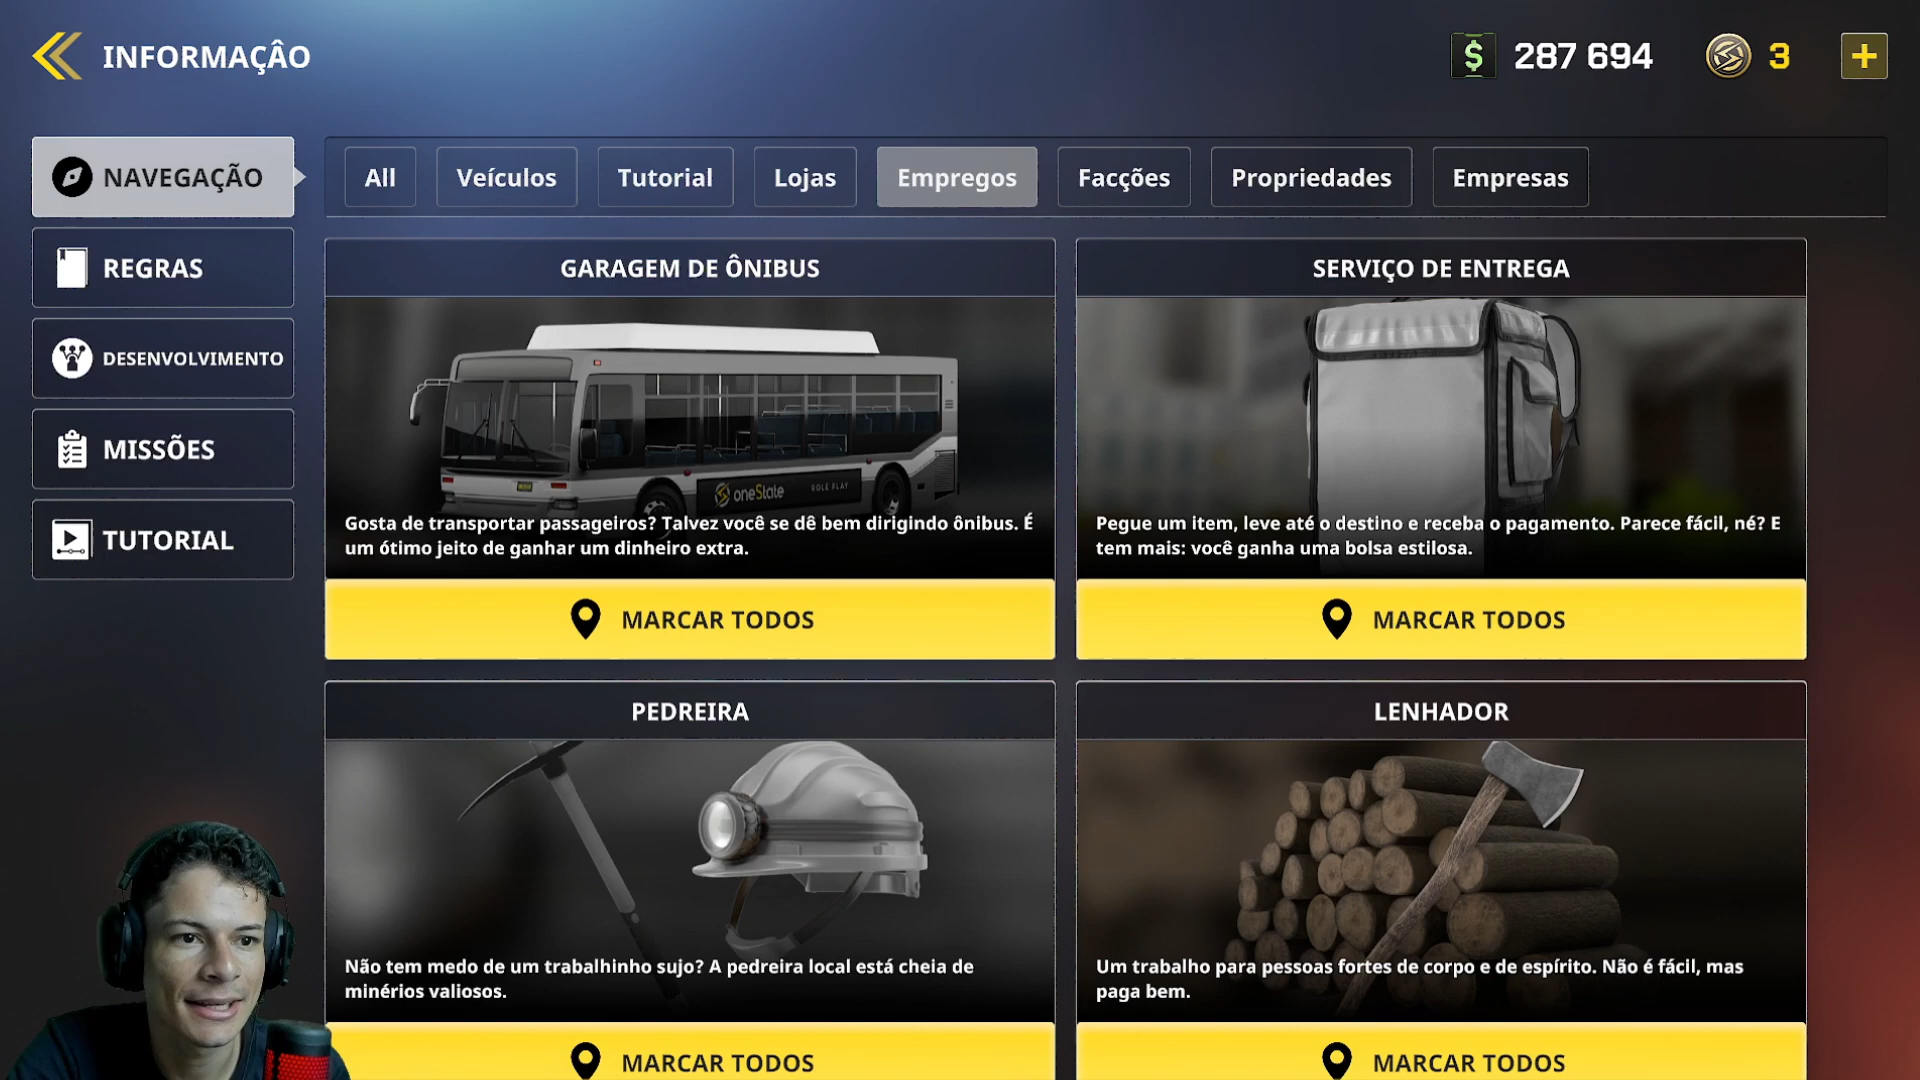 INFORMAÇÂO
$ 287 694
3
+
NAVEGAÇÃO
REGRAS
DESENVOLVIMENTO
MISSÕES
TUTORIAL
All
Veículos
Tutorial
Lojas
Empregos
Facções
Propriedades
Empresas
GARAGEM DE ÔNIBUS
oneState ROLE PLAY
Gosta de transportar passageiros? Talvez você se dê bem dirigindo ônibus. É
um ótimo jeito de ganhar um dinheiro extra.
MARCAR TODOS
SERVIÇO DE ENTREGA
Pegue um item, leve até o destino e receba o pagamento. Parece fácil, né? E
tem mais: você ganha uma bolsa estilosa.
MARCAR TODOS
PEDREIRA
Não tem medo de um trabalhinho sujo? A pedreira local está cheia de
minérios valiosos.
MARCAR TODOS
LENHADOR
Um trabalho para pessoas fortes de corpo e de espírito. Não é fácil, mas
paga bem.
MARCAR TODOS